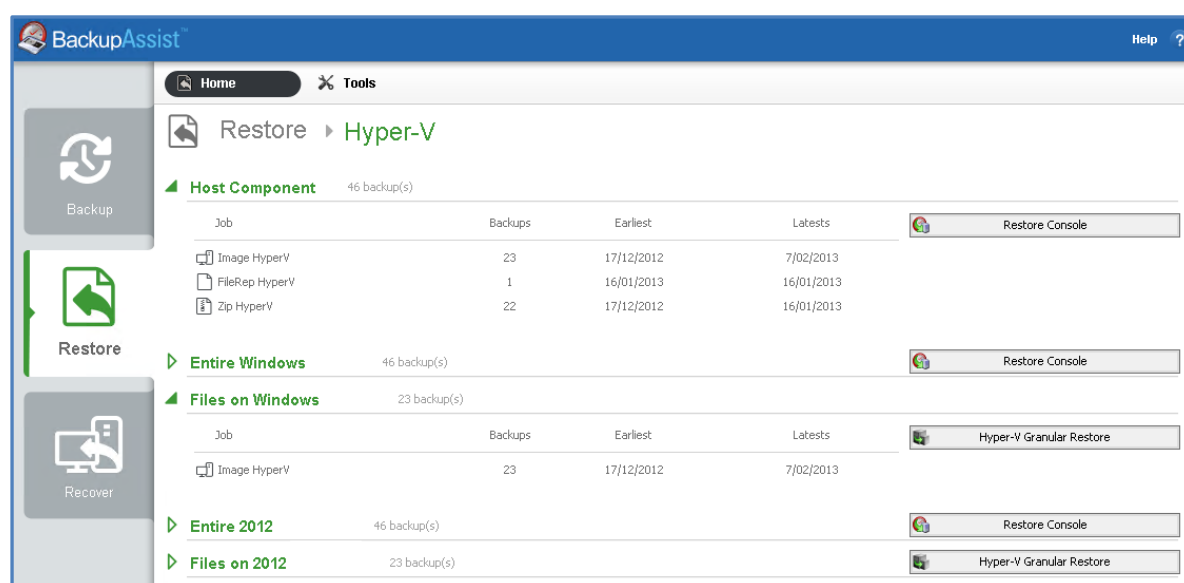 BackupAssist™
Help ?
Home Tools
Restore Hyper-V
Backup
Restore
Recover
Host Component 46 backup(s)
Job Backups Earliest Latests Restore Console
Image HyperV 23 17/12/2012 7/02/2013
FileRep HyperV 1 16/01/2013 16/01/2013
Zip HyperV 22 17/12/2012 16/01/2013
Entire Windows 46 backup(s) Restore Console
Files on Windows 23 backup(s)
Job Backups Earliest Latests Hyper-V Granular Restore
Image HyperV 23 17/12/2012 7/02/2013
Entire 2012 46 backup(s) Restore Console
Files on 2012 23 backup(s) Hyper-V Granular Restore